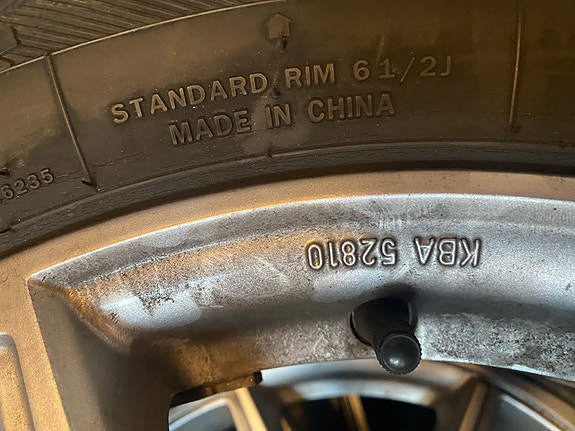 STANDARD RIM 6 1/2J
MADE IN CHINA
6235
KBA 52810